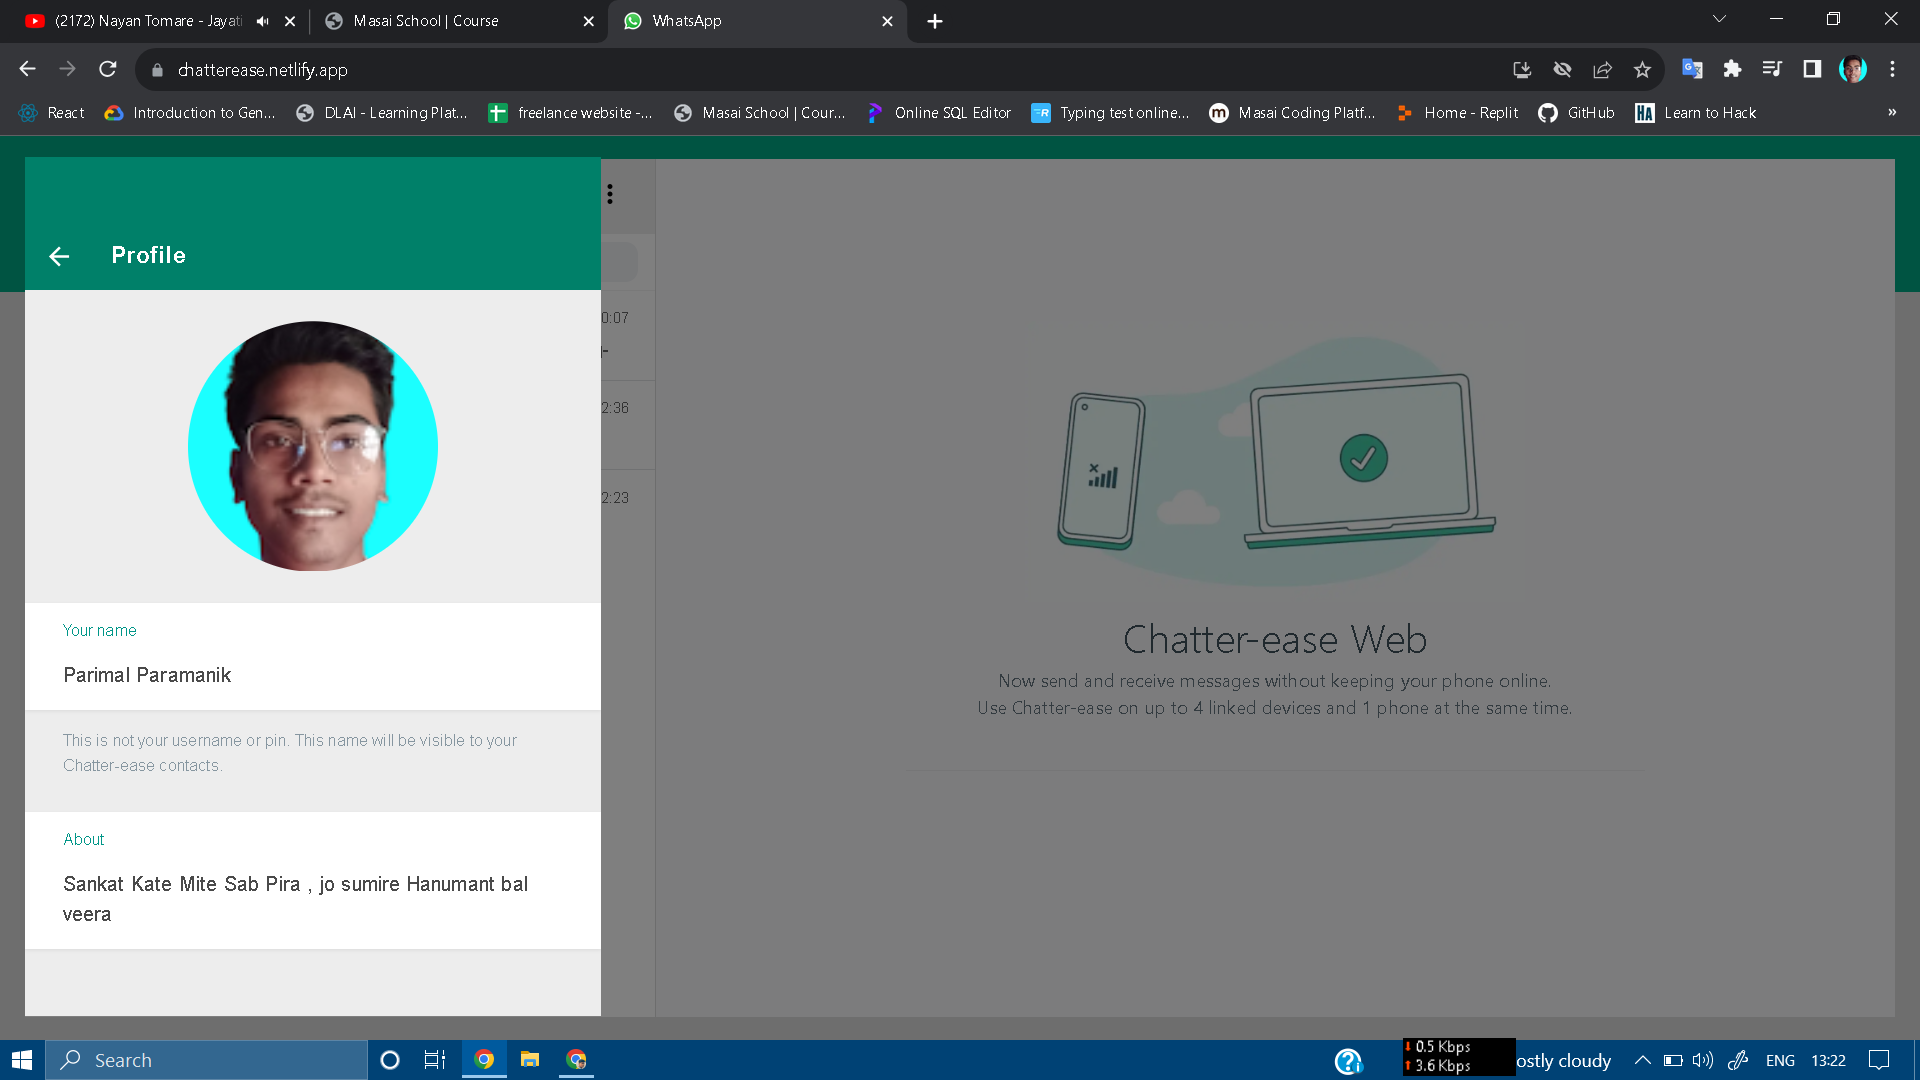 (2172) Nayan Tomare - Jayati
Masai School | Course
WhatsApp
chatterease.netlify.app
React
Introduction to Gen...
DLAI - Learning Plat...
freelance website -...
Masai School | Cour...
Online SQL Editor
Typing test online...
Masai Coding Platf...
Home - Replit
GitHub
HA Learn to Hack
»
Profile
0:07
2:36
2:23
Your name
Parimal Paramanik
This is not your username or pin. This name will be visible to your
Chatter-ease contacts.
About
Sankat Kate Mite Sab Pira , jo sumire Hanumant bal
veera
Chatter-ease Web
Now send and receive messages without keeping your phone online.
Use Chatter-ease on up to 4 linked devices and 1 phone at the same time.
Search
0.5 Kbps
3.6 Kbps
ostly cloudy
ENG
13:22